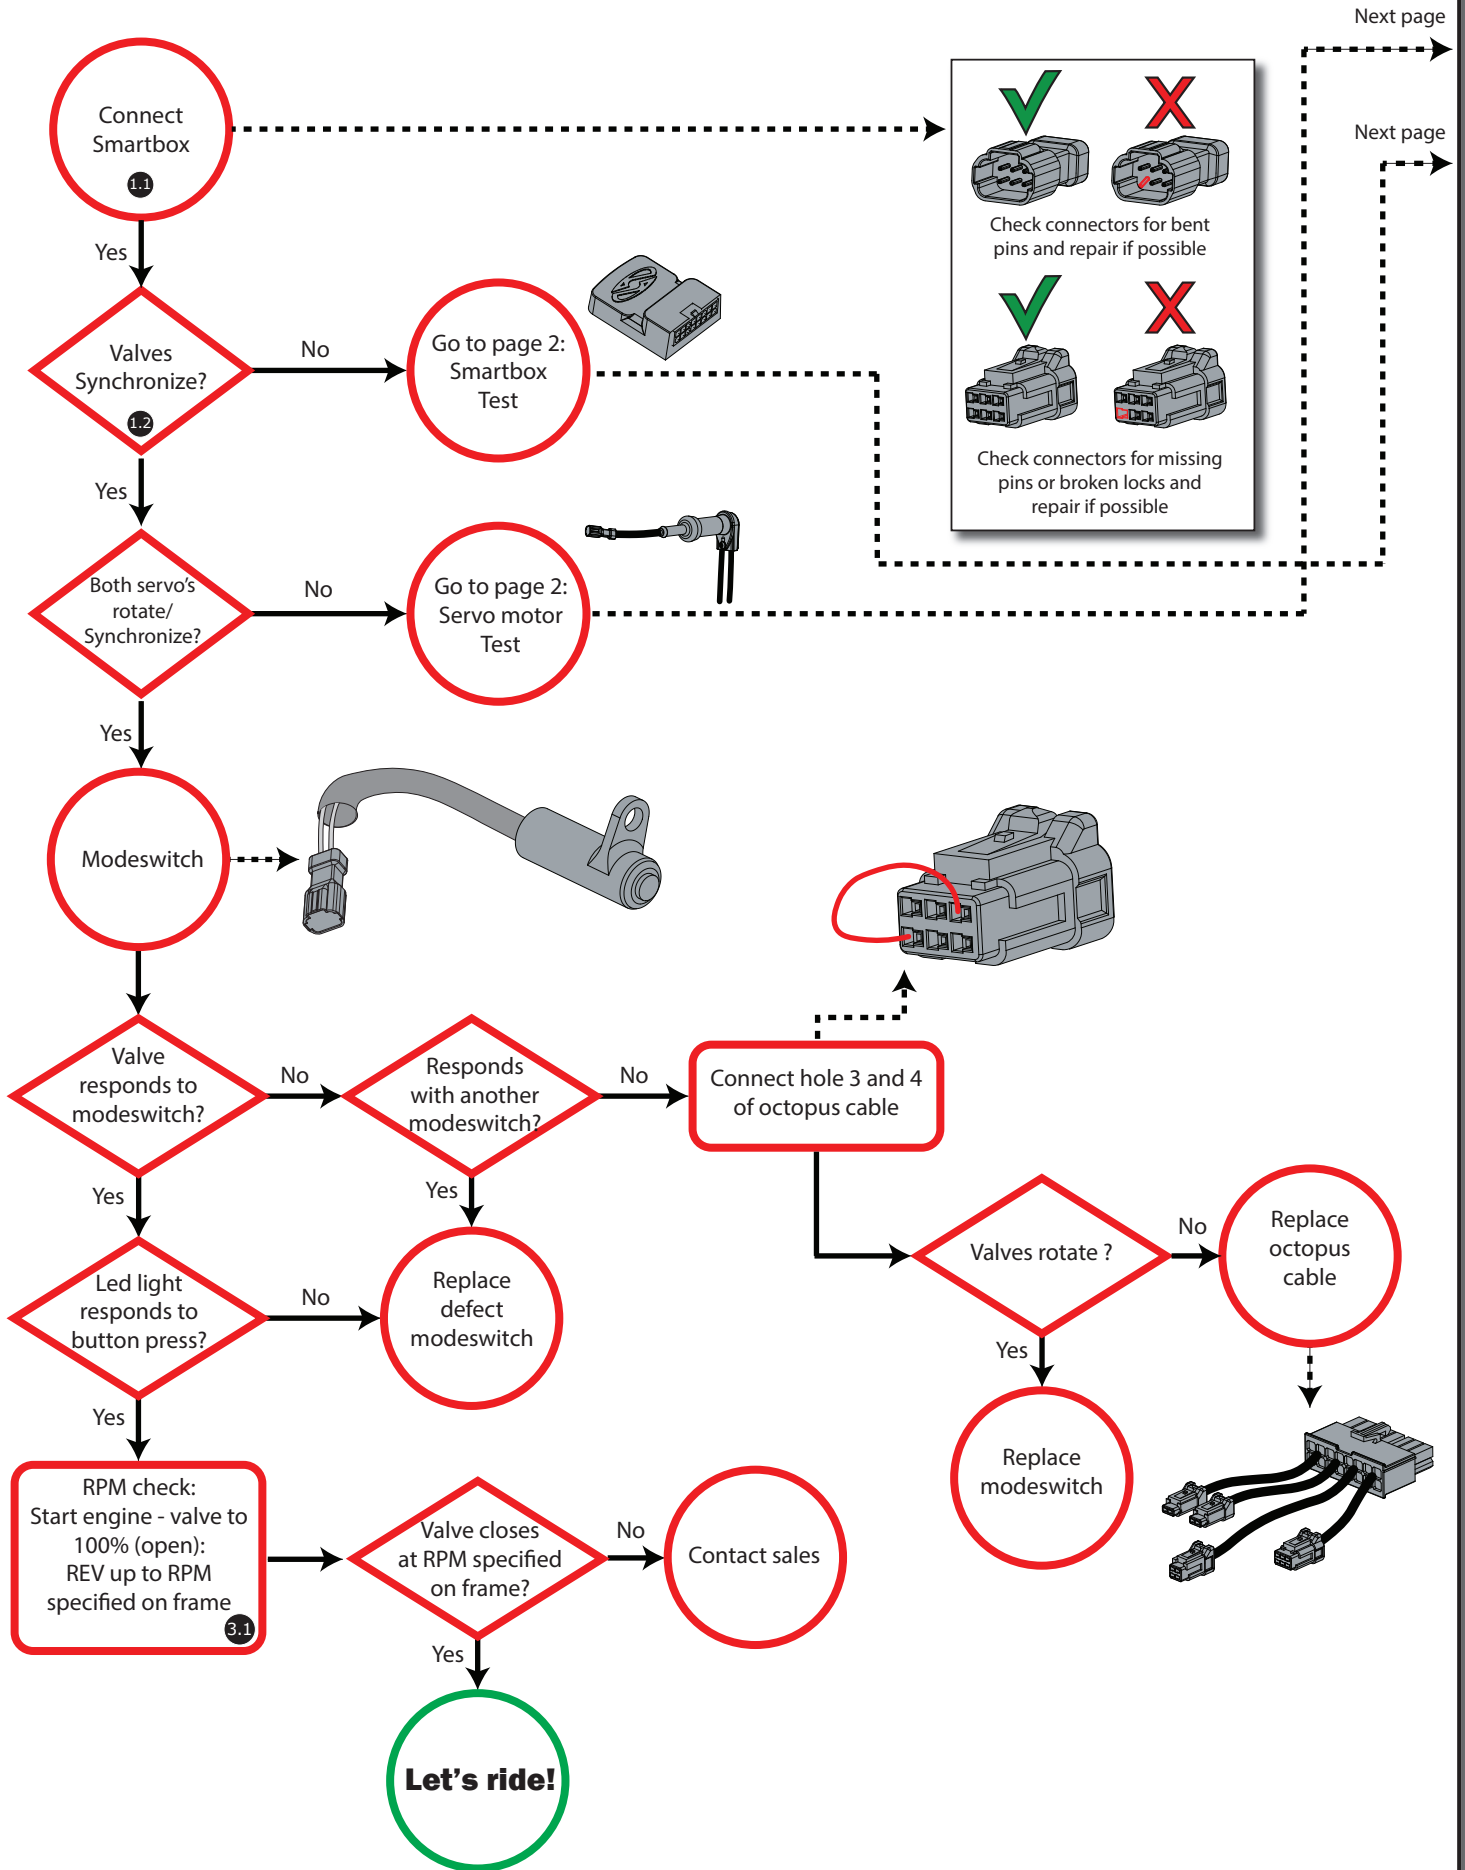 Next page
Connect
Smartbox
1.1
Next page
Check connectors for bent
pins and repair if possible
Yes
Valves
Synchronize?
1.2
No
Go to page 2:
Smartbox
Test
Check connectors for missing
pins or broken locks and
repair if possible
Yes
Both servo's
rotate/
Synchronize?
No
Go to page 2:
Servo motor
Test
Yes
Modeswitch
Valve
responds to
modeswitch?
No
Responds
with another
modeswitch?
No
Connect hole 3 and 4
of octopus cable
Yes
Yes
Valves rotate ?
No
Replace
octopus
cable
Led light
responds to
button press?
No
Replace
defect
modeswitch
Yes
Replace
modeswitch
Yes
RPM check:
Start engine - valve to
100% (open):
REV up to RPM
specified on frame
3.1
Valve closes
at RPM specified
on frame?
No
Contact sales
Yes
Let's ride!